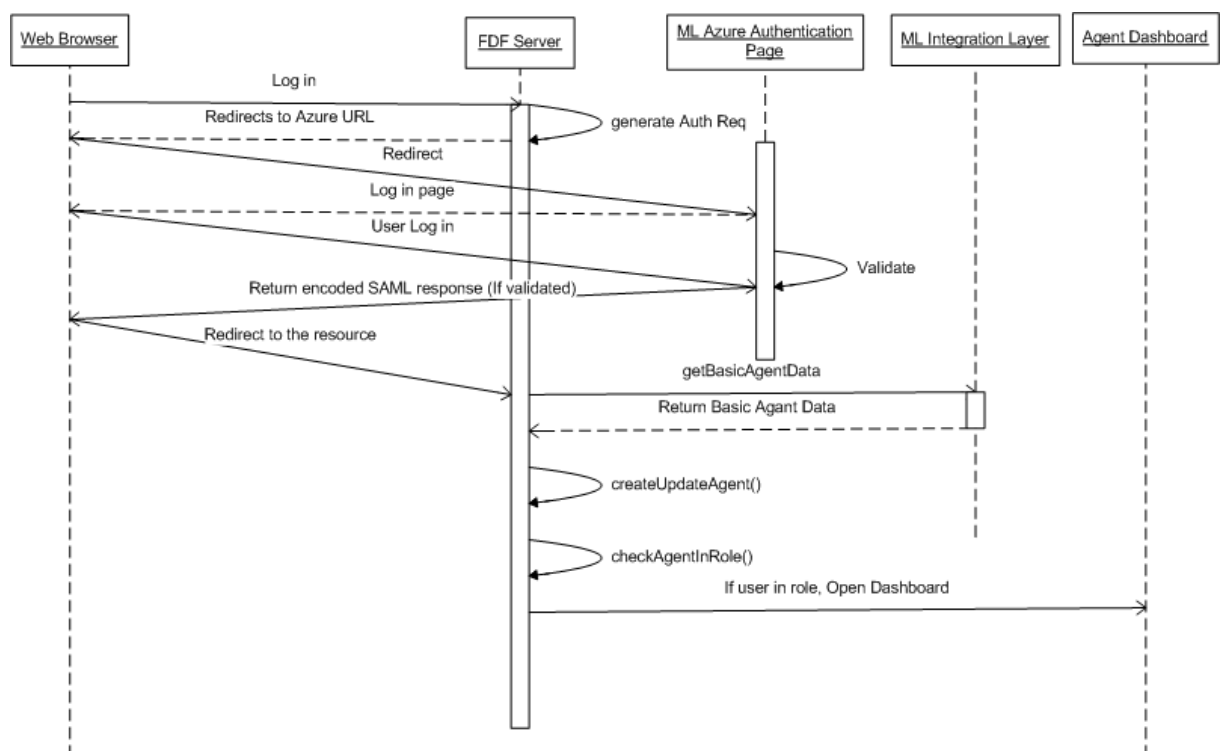 Web Browser
FDF Server
ML Azure Authentication
Page
ML Integration Layer
Agent Dashboard
Log in
Redirects to Azure URL
generate Auth Req
Redirect
Log in page
User Log in
Validate
Return encoded SAML response (If validated)
Redirect to the resource
getBasicAgentData
Return Basic Agant Data
createUpdateAgent()
checkAgentInRole()
If user in role, Open Dashboard